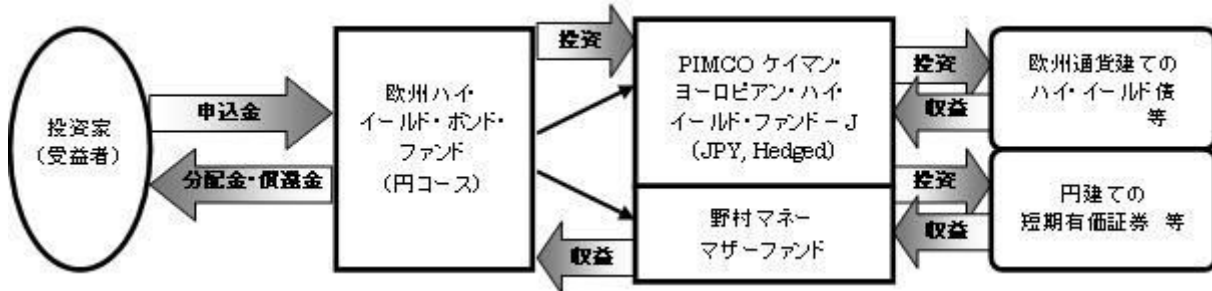 投資家
(受益者)
申込金
分配金・償還金
欧州ハイ・
イールド・ボンド・
ファンド
(円コース)
投資
収益
PIMCO ケイマン・
ヨーロピアン・ハイ・
イールド・ファンド－J
(JPY, Hedged)
野村マネー
マザーファンド
投資
収益
投資
収益
欧州通貨建ての
ハイ・イールド債
等
円建ての
短期有価証券 等